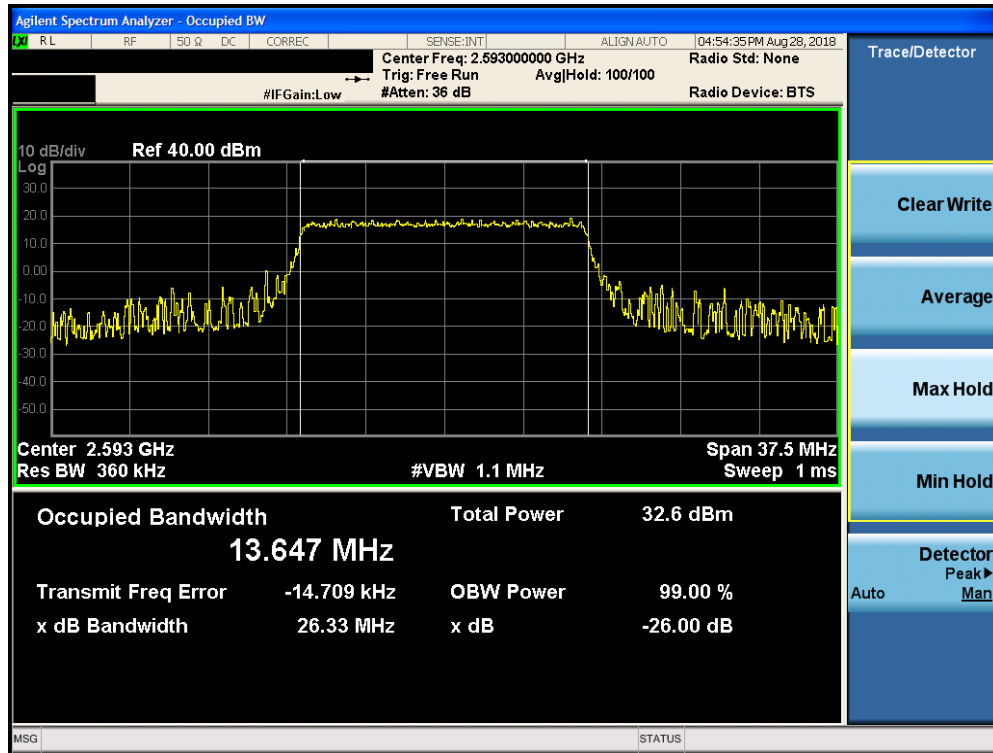 Agilent Spectrum Analyzer - Occupied BW
LXI RL RF 50 Ω DC CORREC SENSE:INT ALIGN AUTO 04:54:35 PM Aug 28, 2018
Center Freq: 2.593000000 GHz Radio Std: None
Trig: Free Run Avg|Hold: 100/100
#IFGain:Low #Atten: 36 dB Radio Device: BTS
10 dB/div Ref 40.00 dBm
Log
30.0
20.0
10.0
0.00
-10.0
-20.0
-30.0
-40.0
-50.0
Center 2.593 GHz Span 37.5 MHz
Res BW 360 kHz #VBW 1.1 MHz Sweep 1 ms
Occupied Bandwidth Total Power 32.6 dBm
13.647 MHz
Transmit Freq Error -14.709 kHz OBW Power 99.00 %
x dB Bandwidth 26.33 MHz x dB -26.00 dB
Trace/Detector
Clear Write
Average
Max Hold
Min Hold
Detector
Peak▶
Auto Man
MSG STATUS